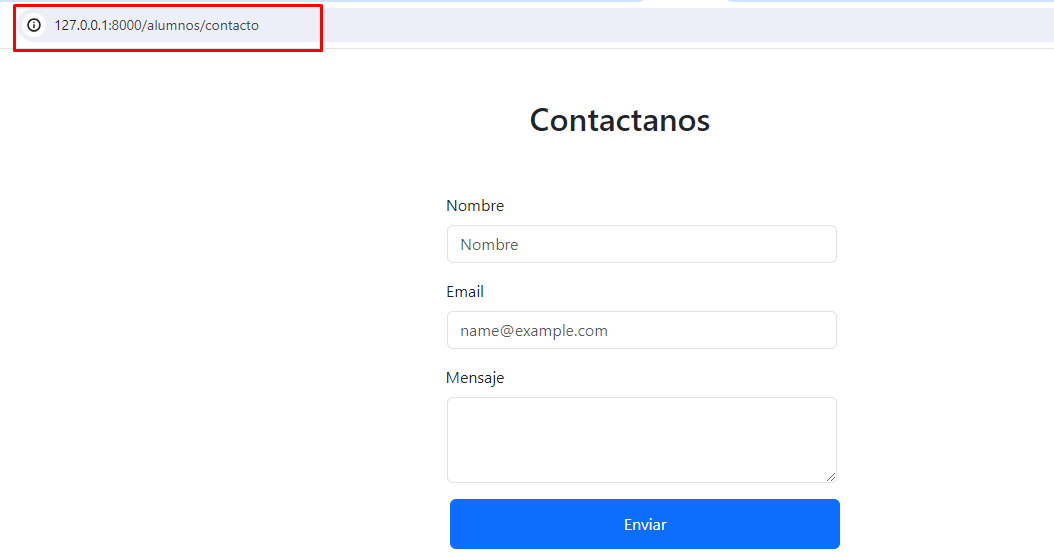 127.0.0.1:8000/alumnos/contacto
Contactanos
Nombre
Nombre
Email
name@example.com
Mensaje
Enviar